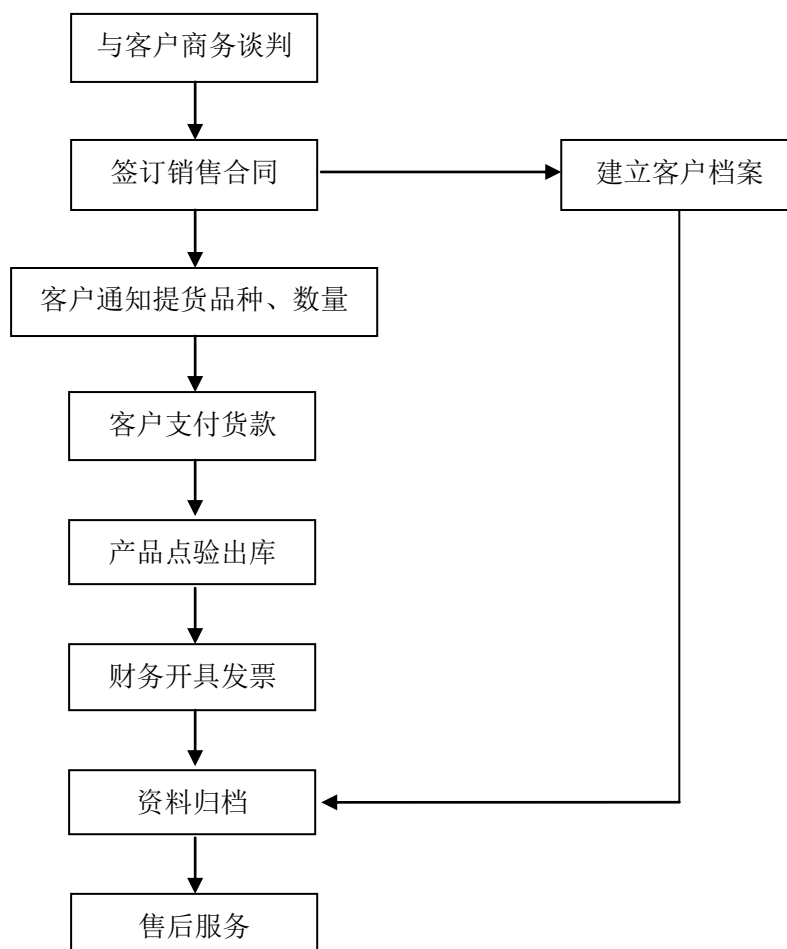 与客户商务谈判
签订销售合同
建立客户档案
客户通知提货品种、数量
客户支付货款
产品点验出库
财务开具发票
资料归档
售后服务